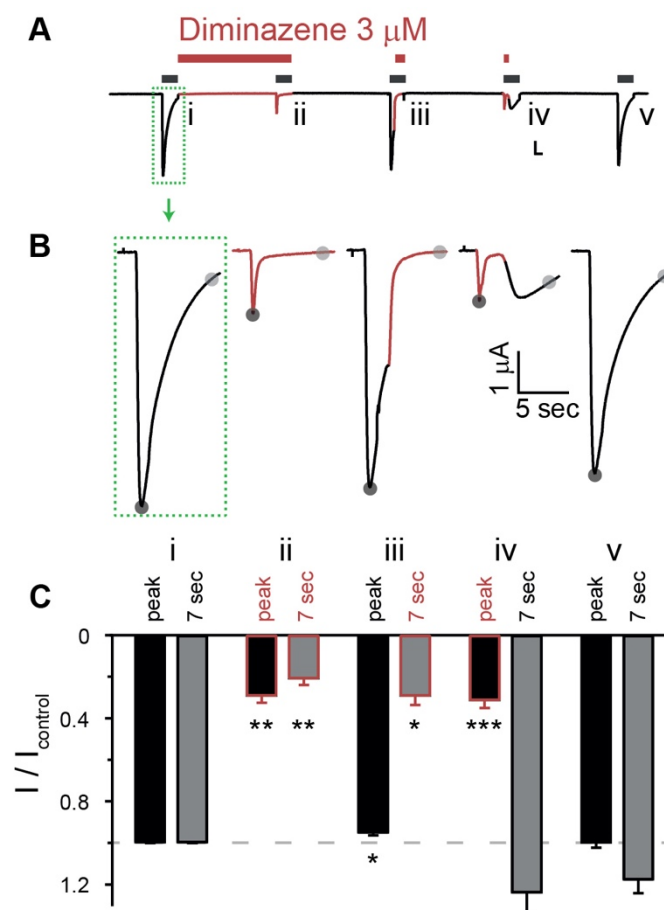 A
Diminazene 3 μM
i
ii
iii
iv
v
L
B
1 μA
5 sec
i
ii
iii
iv
v
C
peak
7 sec
peak
7 sec
peak
7 sec
peak
7 sec
peak
7 sec
I / Icontrol
0
0.4
0.8
1.2
**
**
*
*
***